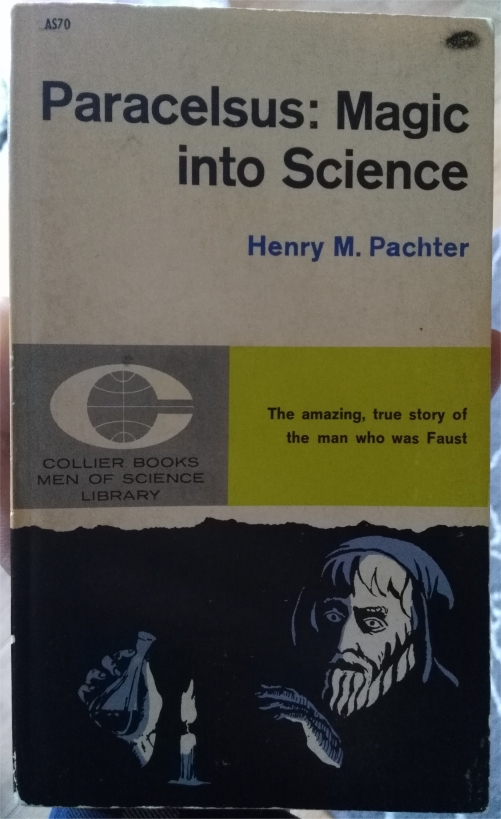 AS70
Paracelsus: Magic
into Science
Henry M. Pachter
The amazing, true story of
the man who was Faust
COLLIER BOOKS
MEN OF SCIENCE
LIBRARY